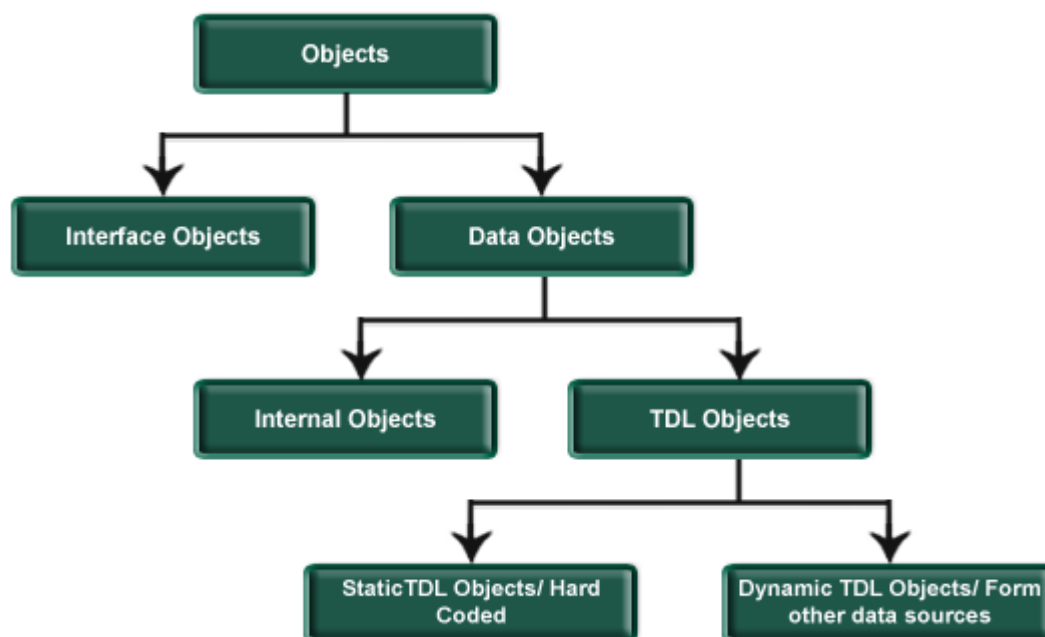 Objects
Interface Objects
Data Objects
Internal Objects
TDL Objects
StaticTDL Objects/ Hard
Coded
Dynamic TDL Objects/ Form
other data sources